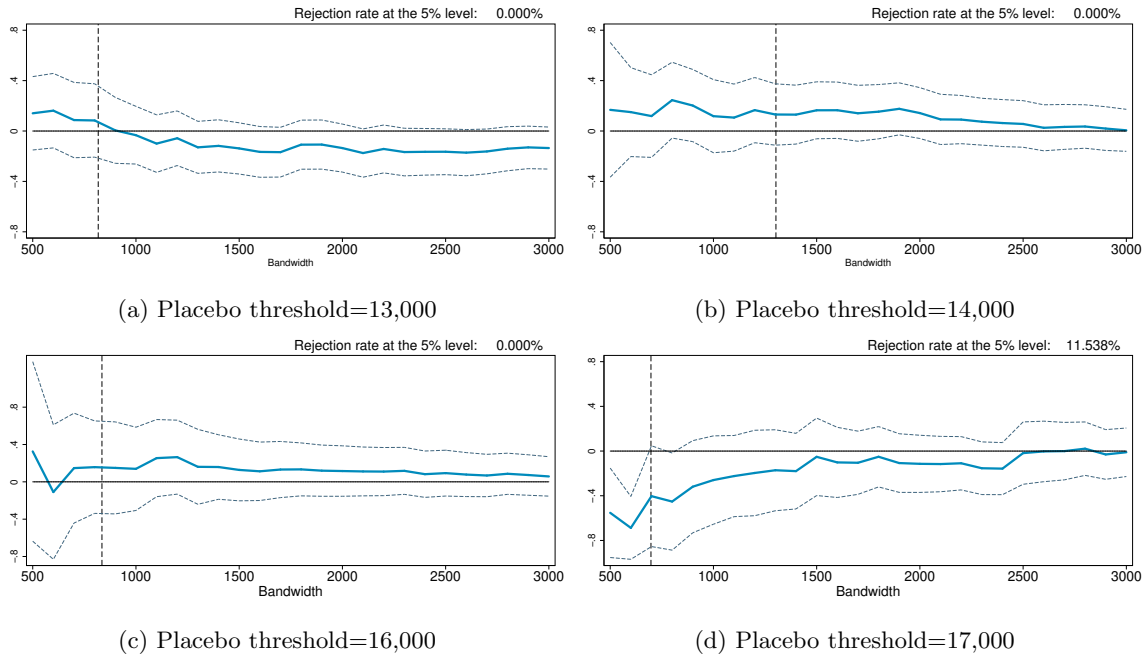 Rejection rate at the 5% level: 0.000%
.8
.4
0
-.4
-.8
500 1000 1500 2000 2500 3000
Bandwidth
(a) Placebo threshold=13,000
Rejection rate at the 5% level: 0.000%
.8
.4
0
-.4
-.8
500 1000 1500 2000 2500 3000
Bandwidth
(b) Placebo threshold=14,000
Rejection rate at the 5% level: 0.000%
.8
.4
0
-.4
-.8
500 1000 1500 2000 2500 3000
Bandwidth
(c) Placebo threshold=16,000
Rejection rate at the 5% level: 11.538%
.8
.4
0
-.4
-.8
500 1000 1500 2000 2500 3000
Bandwidth
(d) Placebo threshold=17,000